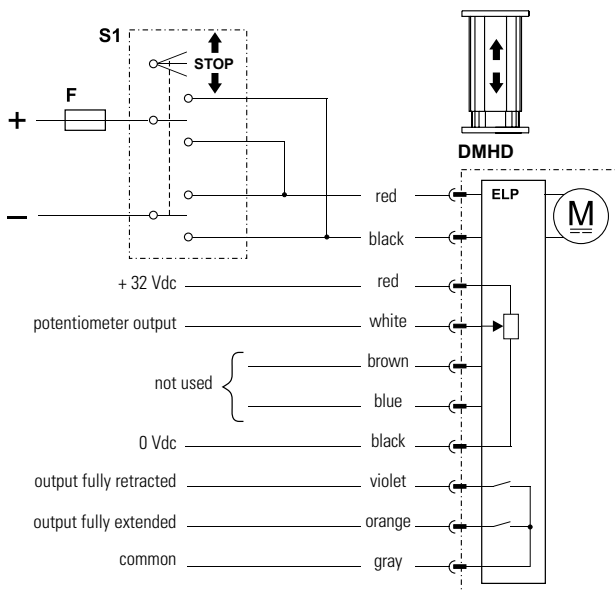 S1
STOP
F
+
–
DMHD
red
ELP
M
black
+ 32 Vdc
red
potentiometer output
white
brown
not used
blue
0 Vdc
black
output fully retracted
violet
output fully extended
orange
common
gray